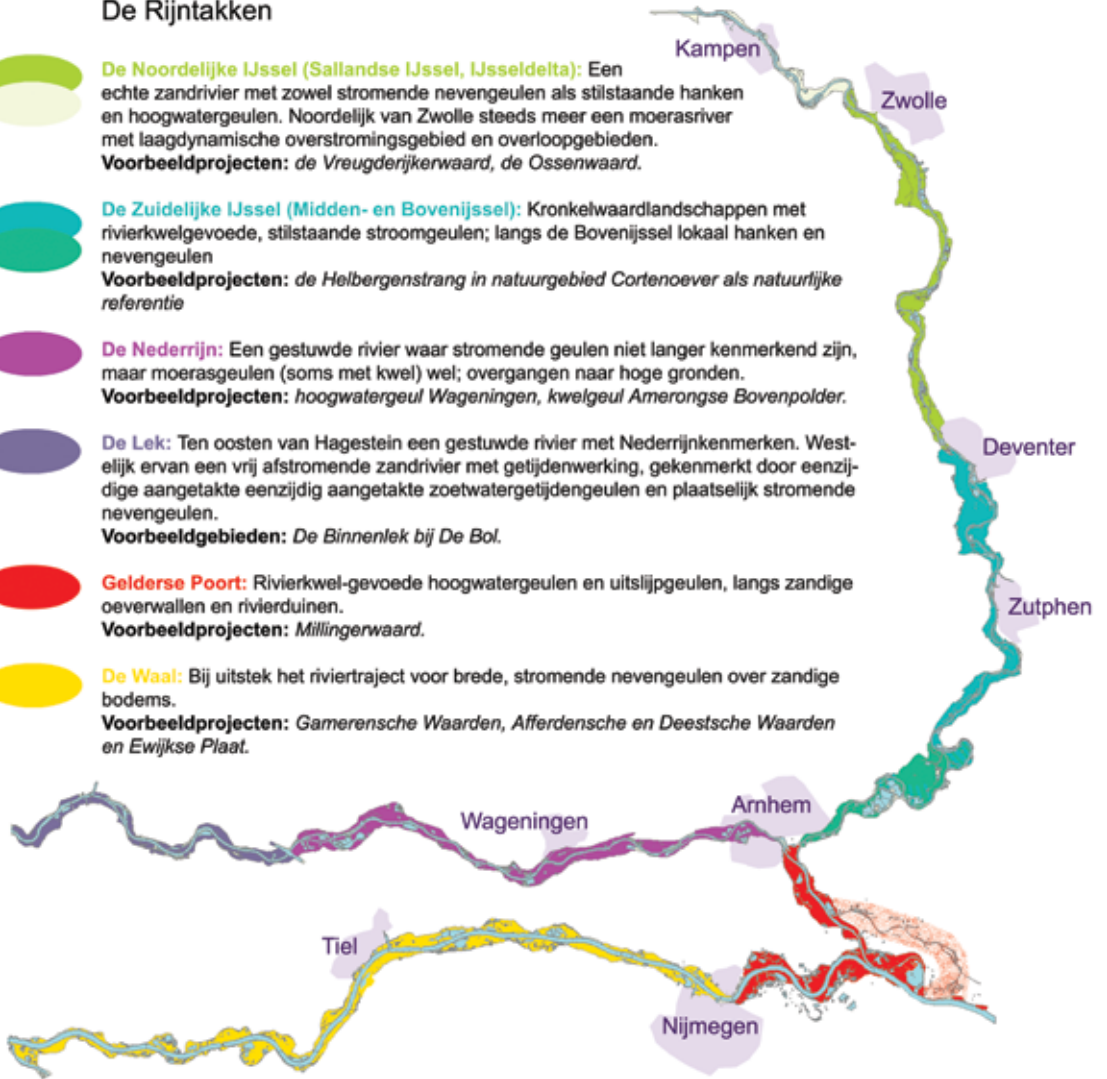 De Rijntakken
De Noordelijke IJssel (Sallandse IJssel, IJsseldelta): Een
echte zandrivier met zowel stromende nevengeulen als stilstaande hanken
en hoogwatergeulen. Noordelijk van Zwolle steeds meer een moerasriver
met laagdynamische overstromingsgebied en overloopgebieden.
Voorbeeldprojecten: de Vreugderijkerwaard, de Ossenwaard.
De Zuidelijke IJssel (Midden- en Bovenijssel): Kronkelwaardlandschappen met
rivierkwelgevoede, stilstaande stroomgeulen; langs de Bovenijssel lokaal hanken en
nevengeulen
Voorbeeldprojecten: de Helbergenstrang in natuurgebied Cortenoever als natuurlijke
referentie
De Nederrijn: Een gestuwde rivier waar stromende geulen niet langer kenmerkend zijn,
maar moerasgeulen (soms met kwel) wel; overgangen naar hoge gronden.
Voorbeeldprojecten: hoogwatergeul Wageningen, kwelgeul Amerongse Bovenpolder.
De Lek: Ten oosten van Hagestein een gestuwde rivier met Nederrijnkenmerken. West-
elijk ervan een vrij afstromende zandrivier met getijdenwerking, gekenmerkt door eenzij-
dige aangetakte eenzijdig aangetakte zoetwatergetijdengeulen en plaatselijk stromende
nevengeulen.
Voorbeeldgebieden: De Binnenlek bij De Bol.
Gelderse Poort: Rivierkwel-gevoede hoogwatergeulen en uitslijpgeulen, langs zandige
oeverwallen en rivierduinen.
Voorbeeldprojecten: Millingerwaard.
De Waal: Bij uitstek het riviertraject voor brede, stromende nevengeulen over zandige
bodems.
Voorbeeldprojecten: Gamerensche Waarden, Afferdensche en Deestsche Waarden
en Ewijkse Plaat.
Kampen
Zwolle
Deventer
Zutphen
Arnhem
Wageningen
Tiel
Nijmegen